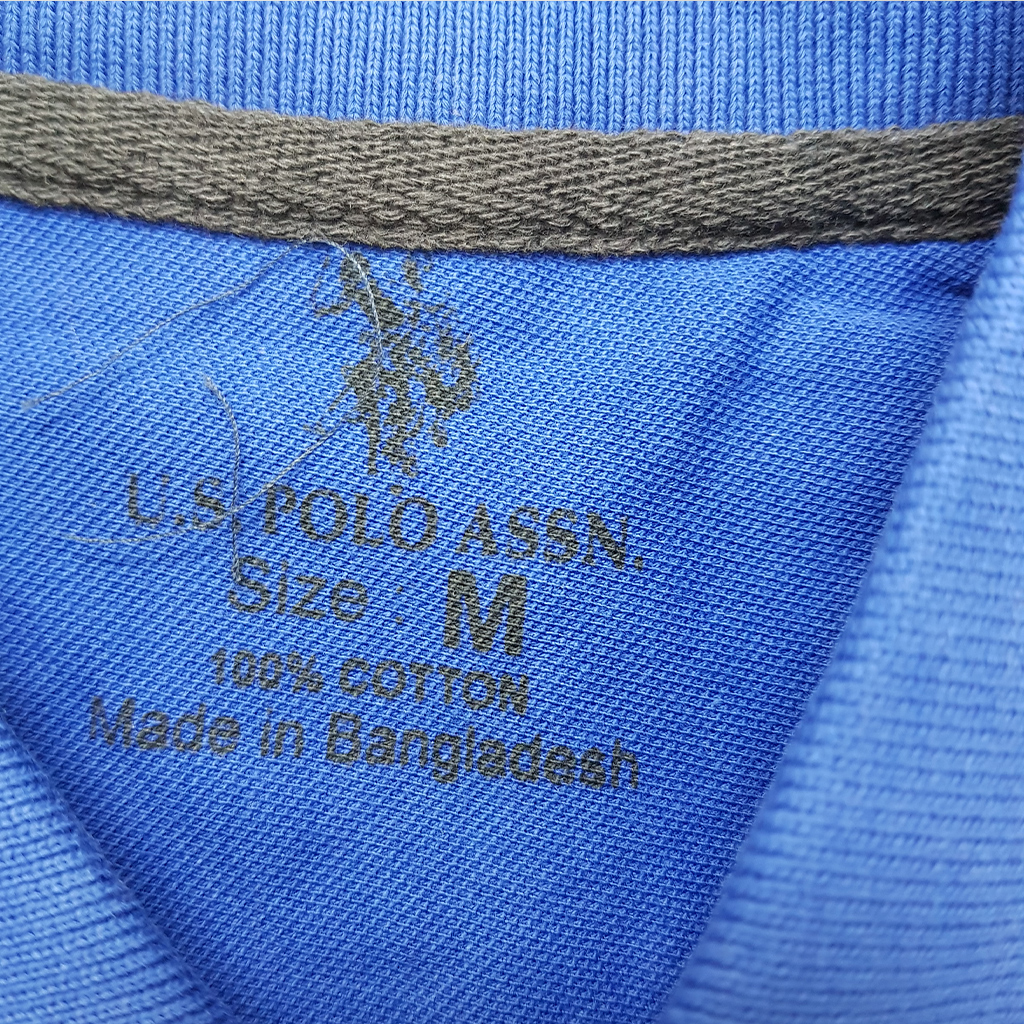 U.S. POLO ASSN.
Size : M
100% COTTON
Made in Bangladesh